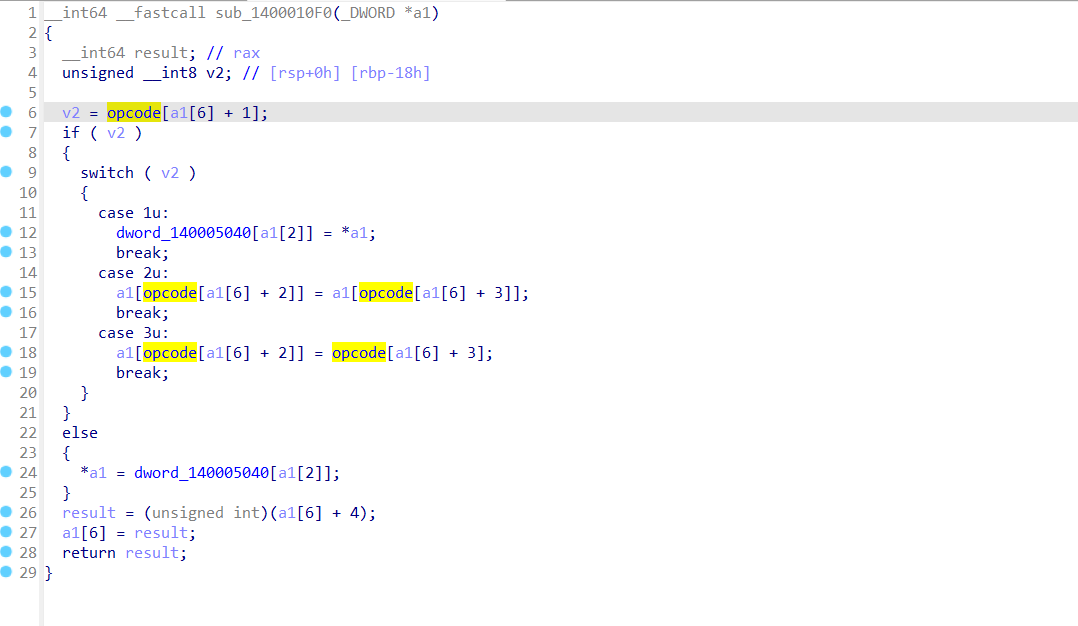 1 __int64 __fastcall sub_1400010F0(_DWORD *a1)
2 {
3   __int64 result; // rax
4   unsigned __int8 v2; // [rsp+0h] [rbp-18h]
5
6   v2 = opcode[a1[6] + 1];
7   if ( v2 )
8   {
9     switch ( v2 )
10     {
11       case 1u:
12         dword_140005040[a1[2]] = *a1;
13         break;
14       case 2u:
15         a1[opcode[a1[6] + 2]] = a1[opcode[a1[6] + 3]];
16         break;
17       case 3u:
18         a1[opcode[a1[6] + 2]] = opcode[a1[6] + 3];
19         break;
20     }
21   }
22   else
23   {
24     *a1 = dword_140005040[a1[2]];
25   }
26   result = (unsigned int)(a1[6] + 4);
27   a1[6] = result;
28   return result;
29 }